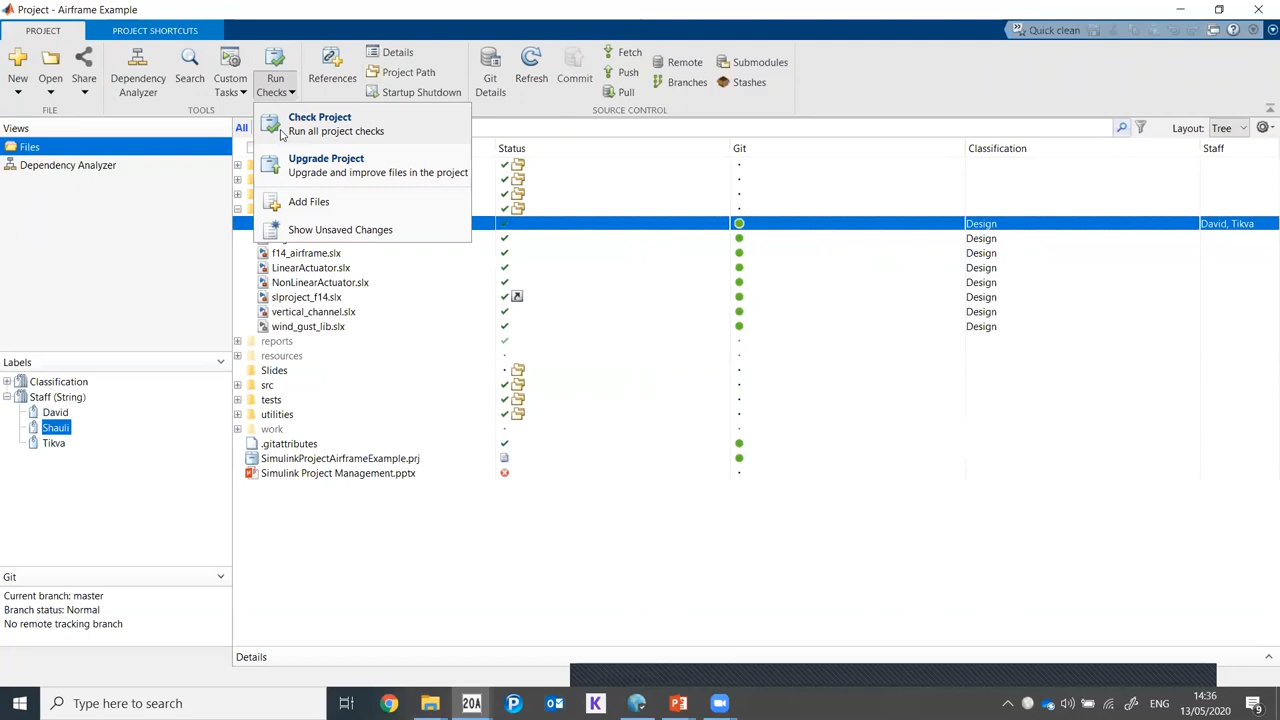 Project - Airframe Example
PROJECT
PROJECT SHORTCUTS
Quick clean
New
Open
Share
Dependency Analyzer
Search
Custom Tasks
Run Checks
References
Details
Project Path
Startup Shutdown
Git Details
Refresh
Commit
Fetch
Push
Pull
Remote
Branches
Submodules
Stashes
FILE
TOOLS
SOURCE CONTROL
Check Project
Run all project checks
Upgrade Project
Upgrade and improve files in the project
Add Files
Show Unsaved Changes
Views
Files
Dependency Analyzer
All
Layout: Tree
Status
Git
Classification
Staff
Design
David, Tikva
Design
f14_airframe.slx
Design
LinearActuator.slx
Design
NonLinearActuator.slx
Design
slproject_f14.slx
Design
vertical_channel.slx
Design
wind_gust_lib.slx
Design
reports
resources
Slides
src
tests
utilities
work
.gitattributes
SimulinkProjectAirframeExample.prj
Simulink Project Management.pptx
Labels
Classification
Staff (String)
David
Shauli
Tikva
Git
Current branch: master
Branch status: Normal
No remote tracking branch
Details
Type here to search
20A
ENG
14:36
13/05/2020
9